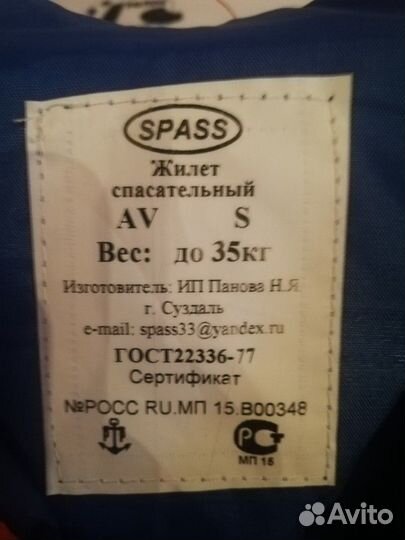 SPASS
Жилет
спасательный
AV S
Вес: до 35кг
Изготовитель: ИП Панова Н.Я
г. Суздаль
e-mail: spass33@yandex.ru
ГОСТ22336-77
Сертификат
№РОСС RU.МП 15.В00348
МП 15
Avito